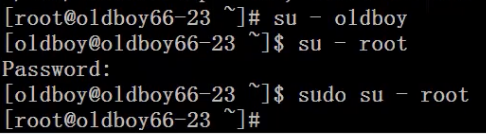 [root@oldboy66-23 ~]# su - oldboy
[oldboy@oldboy66-23 ~]$ su - root
Password:
[oldboy@oldboy66-23 ~]$ sudo su - root
[root@oldboy66-23 ~]#